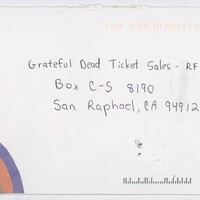 Grateful Dead Ticket Sales - RF
Box C-S 8190
San Raphael, CA 94912